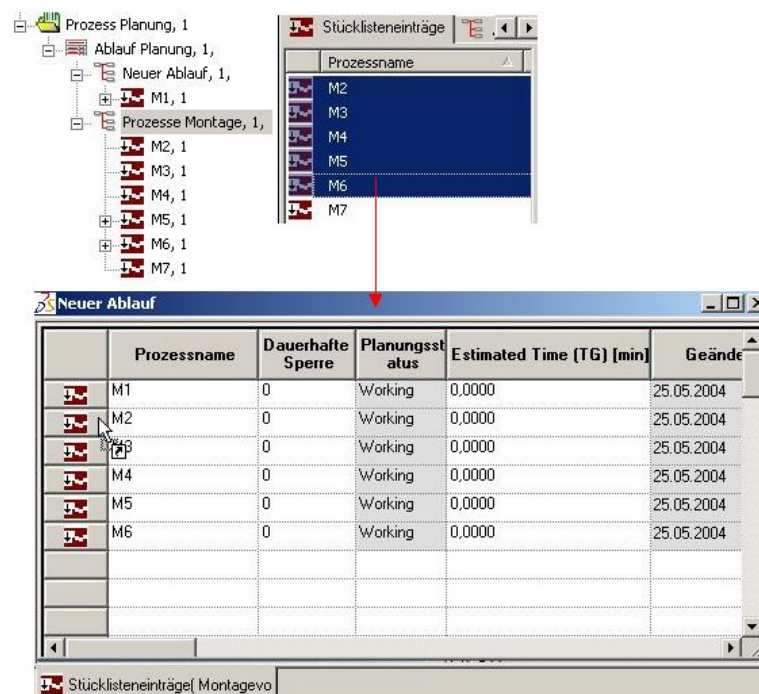 Prozess Planung, 1
Ablauf Planung, 1,
Neuer Ablauf, 1,
M1, 1
Prozesse Montage, 1,
M2, 1
M3, 1
M4, 1
M5, 1
M6, 1
M7, 1
Stücklisteneinträge
Prozessname
M2
M3
M4
M5
M6
M7
Neuer Ablauf
Prozessname Dauerhafte Sperre Planungsst atus Estimated Time (TG) [min] Geände
M1 0 Working 0,0000 25.05.2004
M2 0 Working 0,0000 25.05.2004
0 Working 0,0000 25.05.2004
M4 0 Working 0,0000 25.05.2004
M5 0 Working 0,0000 25.05.2004
M6 0 Working 0,0000 25.05.2004
Stücklisteneinträge( Montagevo